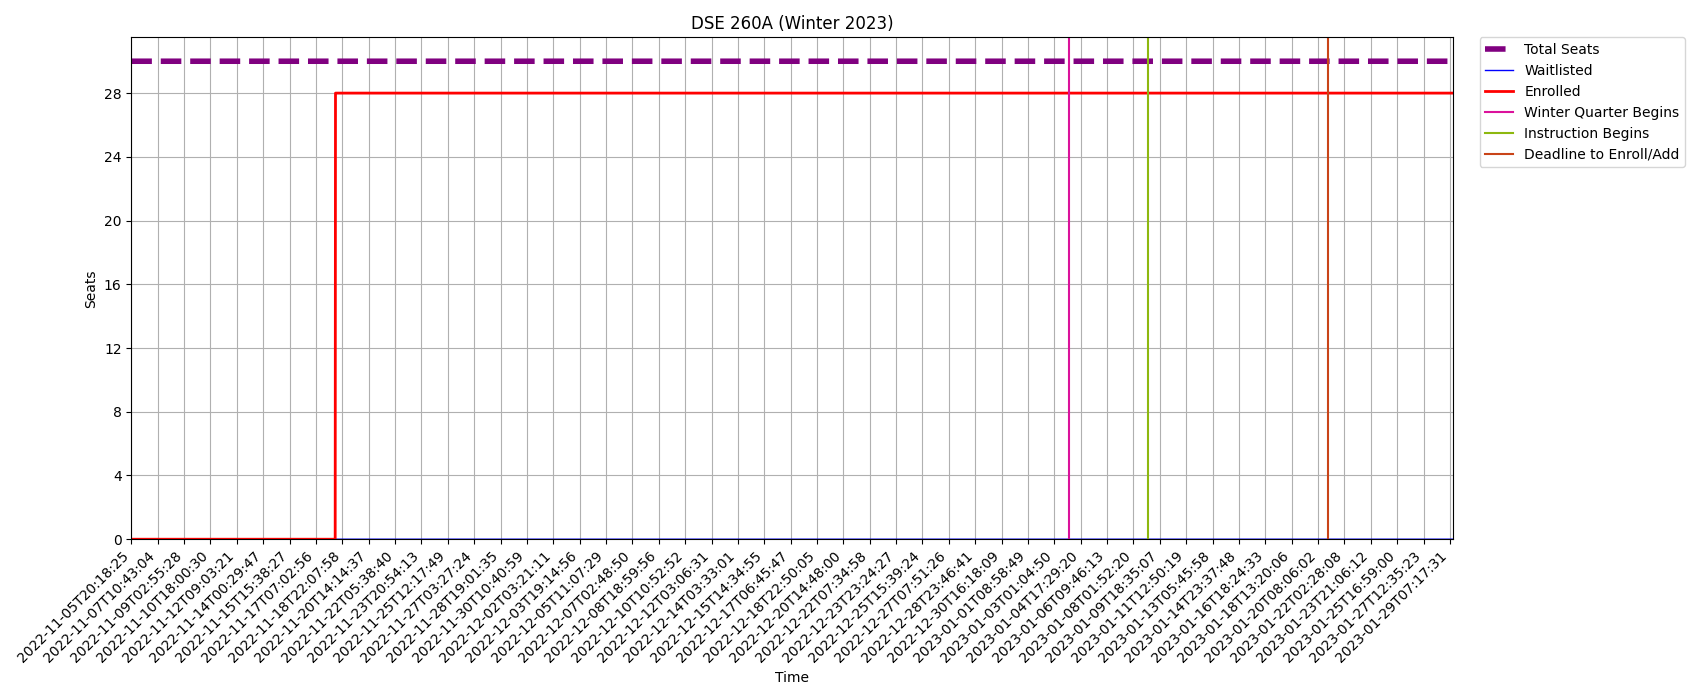 DSE 260A (Winter 2023)
Total Seats
Waitlisted
Enrolled
Winter Quarter Begins
Instruction Begins
Deadline to Enroll/Add
Seats
28
24
20
16
12
8
4
0
2022-11-05T20:18:25
2022-11-07T10:43:04
2022-11-09T02:55:28
2022-11-10T18:00:30
2022-11-12T09:03:21
2022-11-14T00:29:47
2022-11-15T15:38:27
2022-11-17T07:02:56
2022-11-18T22:07:58
2022-11-20T14:14:37
2022-11-22T05:38:40
2022-11-23T20:54:13
2022-11-25T12:17:49
2022-11-27T03:27:24
2022-11-28T19:01:35
2022-11-30T10:40:59
2022-12-02T03:21:11
2022-12-03T19:14:56
2022-12-05T11:07:29
2022-12-07T02:48:50
2022-12-08T18:59:56
2022-12-10T10:52:52
2022-12-12T03:06:31
2022-12-14T03:33:01
2022-12-15T14:34:55
2022-12-17T06:45:47
2022-12-18T22:50:05
2022-12-20T14:48:00
2022-12-22T07:34:58
2022-12-23T23:24:27
2022-12-25T15:39:24
2022-12-27T07:51:26
2022-12-28T23:46:41
2022-12-30T16:18:09
2023-01-01T08:58:49
2023-01-03T01:04:50
2023-01-04T17:29:20
2023-01-06T09:46:13
2023-01-08T01:52:20
2023-01-09T18:35:07
2023-01-11T12:50:19
2023-01-13T05:45:58
2023-01-14T23:37:48
2023-01-16T18:24:33
2023-01-18T13:20:06
2023-01-20T08:06:02
2023-01-22T02:28:08
2023-01-23T21:06:12
2023-01-25T16:59:00
2023-01-27T12:35:23
2023-01-29T07:17:31
Time